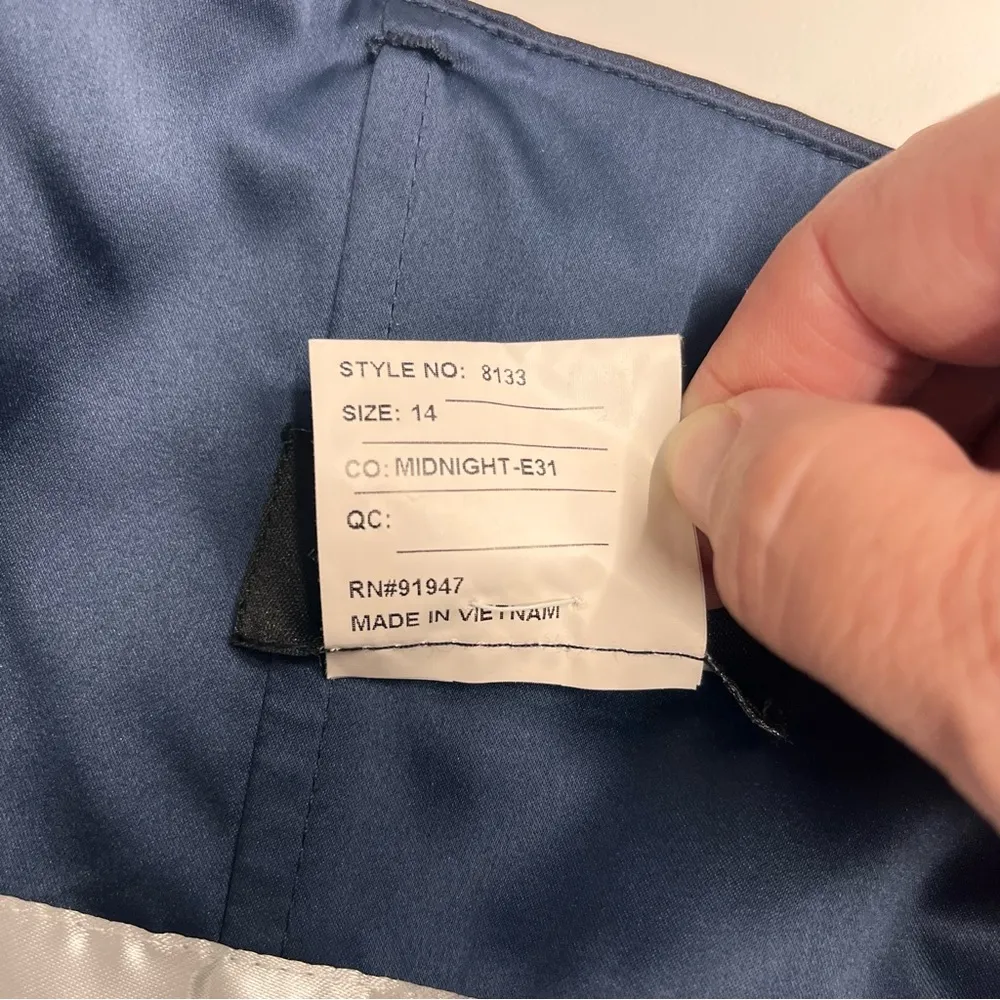 STYLE NO: 8133
SIZE: 14
CO: MIDNIGHT-E31
QC:
RN#91947
MADE IN VIETNAM